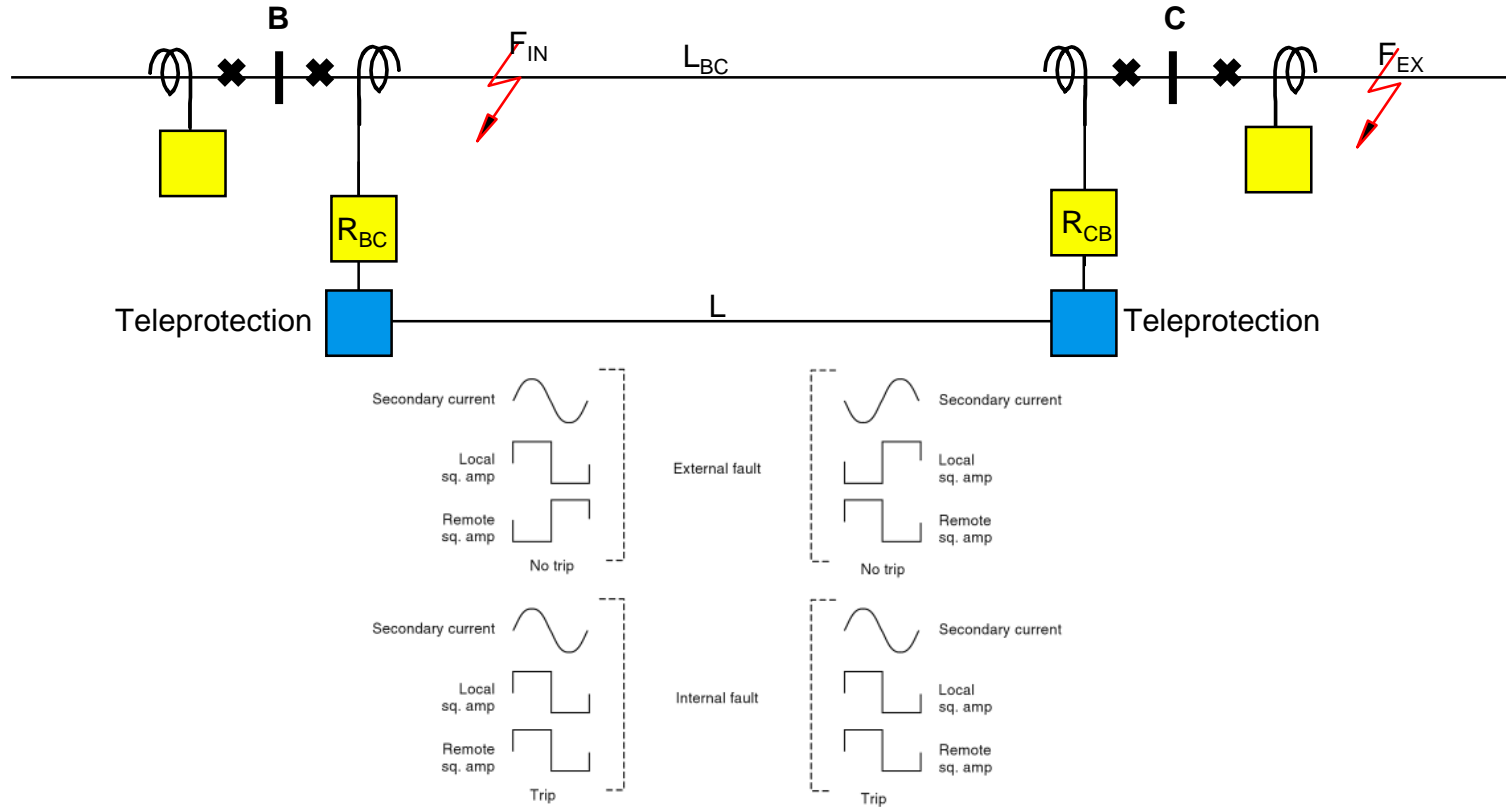 B
C
F_IN
L_BC
F_EX
R_BC
R_CB
Teleprotection
L
Teleprotection
Secondary current
Secondary current
Local
sq. amp
External fault
Local
sq. amp
Remote
sq. amp
Remote
sq. amp
No trip
No trip
Secondary current
Secondary current
Local
sq. amp
Internal fault
Local
sq. amp
Remote
sq. amp
Remote
sq. amp
Trip
Trip